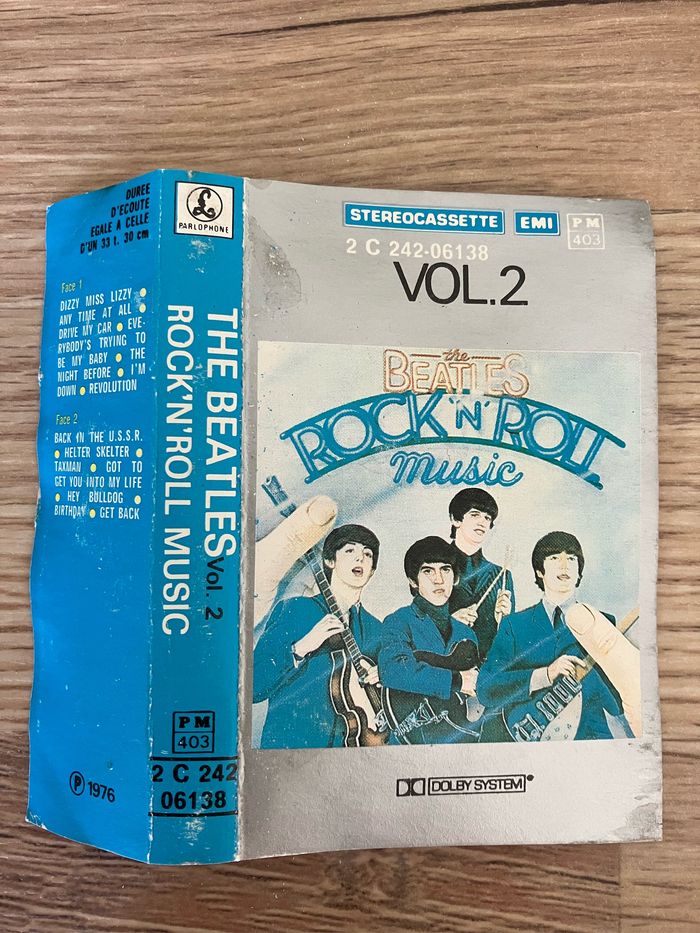 DUREE
D'ECOUTE
EGALE A CELLE
D'UN 33 t. 30 cm
Face 1
DIZZY MISS LIZZY •
ANY TIME AT ALL •
DRIVE MY CAR • EVE-
RYBODY'S TRYING TO
BE MY BABY • THE
NIGHT BEFORE • I'M
DOWN • REVOLUTION
Face 2
BACK IN THE U.S.S.R.
• HELTER SKELTER •
TAXMAN • GOT TO
GET YOU INTO MY LIFE
• HEY BULLDOG •
BIRTHDAY • GET BACK
℗ 1976
£
PARLOPHONE
THE BEATLES
ROCK'N'ROLL MUSIC
Vol. 2
PM
403
2 C 242
06138
STEREOCASSETTE
EMI
PM
403
2 C 242-06138
VOL.2
the
BEATLES
ROCK 'N' ROLL
music
DOLBY SYSTEM